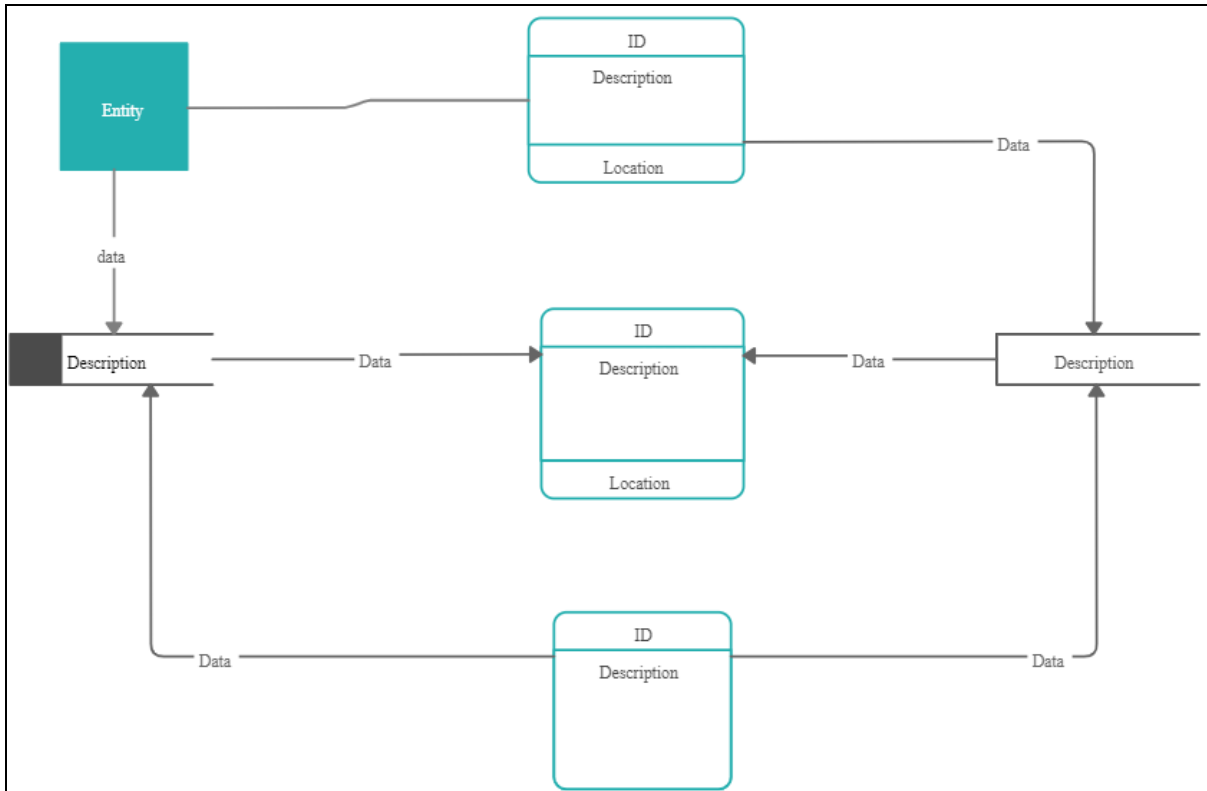 ID
Description
Entity
Data
Location
data
ID
Data
Data
Description
Description
Description
Location
ID
Data
Data
Description